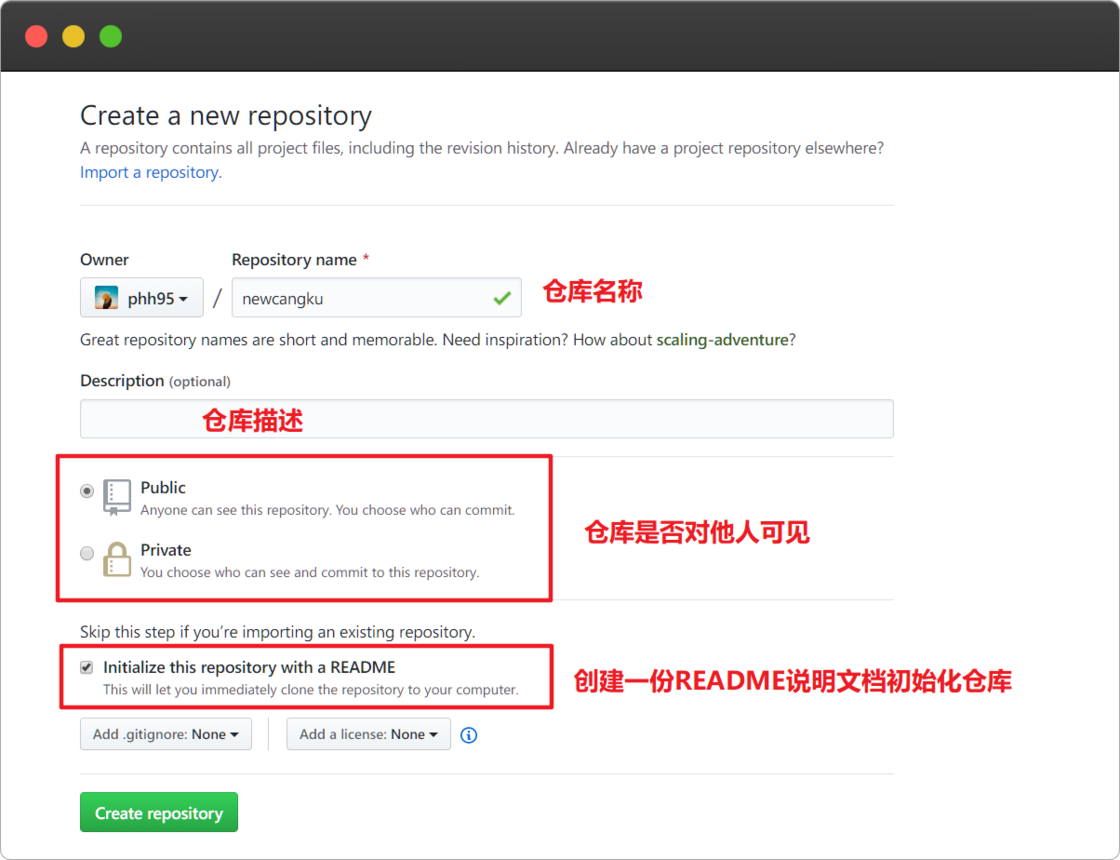 Create a new repository
A repository contains all project files, including the revision history. Already have a project repository elsewhere?
Import a repository.
Owner
Repository name *
phh95
/
newcangku
仓库名称
Great repository names are short and memorable. Need inspiration? How about scaling-adventure?
Description (optional)
仓库描述
Public
Anyone can see this repository. You choose who can commit.
Private
You choose who can see and commit to this repository.
仓库是否对他人可见
Skip this step if you’re importing an existing repository.
Initialize this repository with a README
This will let you immediately clone the repository to your computer.
创建一份README说明文档初始化仓库
Add .gitignore: None
Add a license: None
Create repository